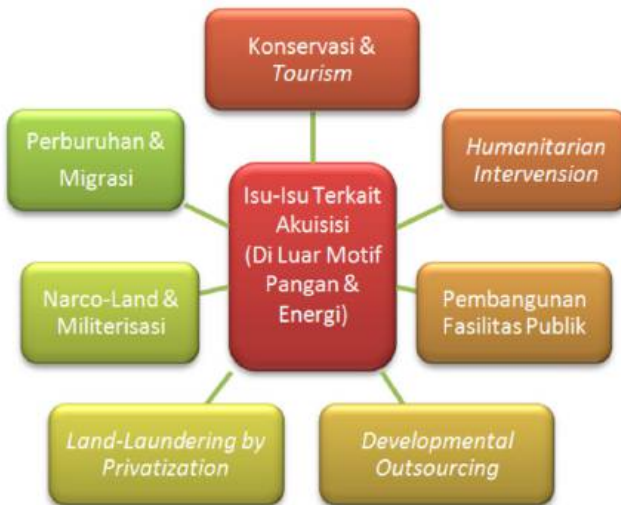 Konservasi &
Tourism
Perburuhan &
Migrasi
Humanitarian
Intervension
Isu-Isu Terkait
Akuisisi
(Di Luar Motif
Pangan &
Energi)
Narco-Land &
Militerisasi
Pembangunan
Fasilitas Publik
Land-Laundering by
Privatization
Developmental
Outsourcing